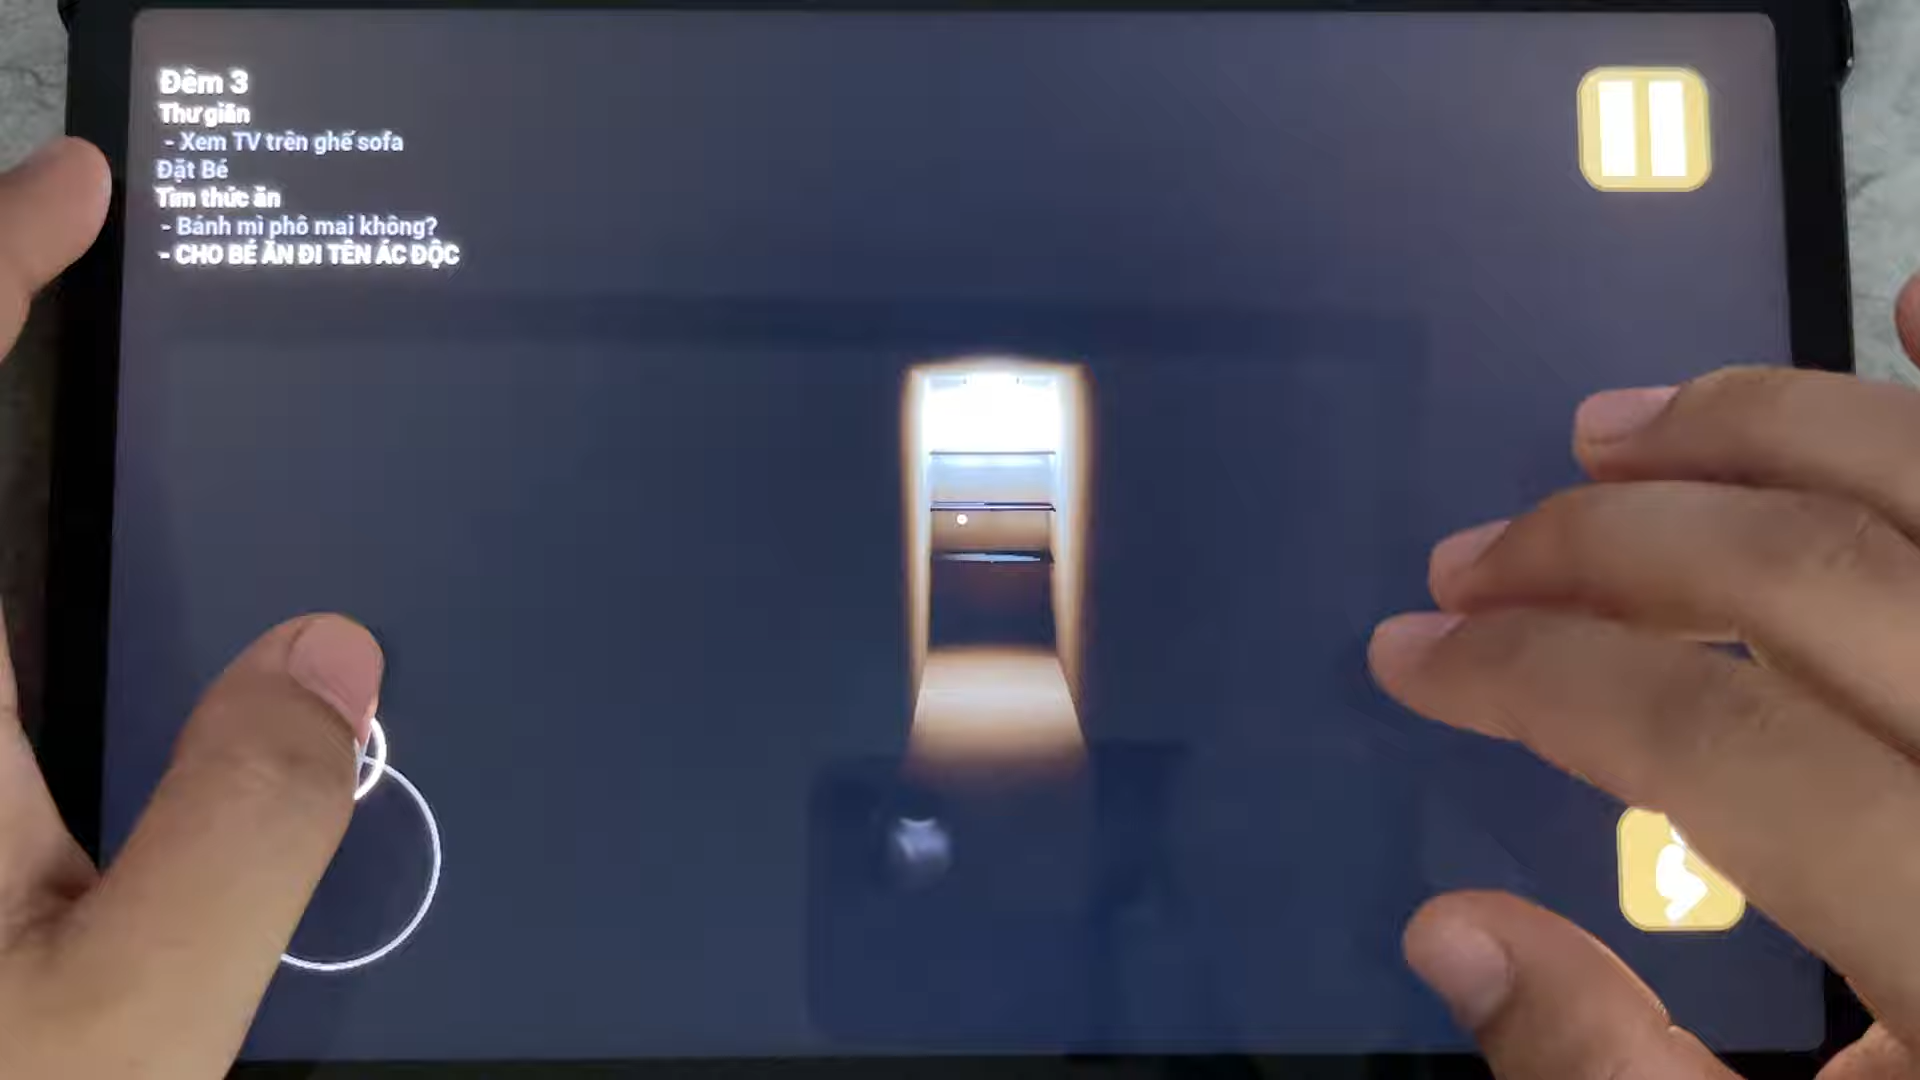 Đêm 3
Thư giãn
- Xem TV trên ghế sofa
Đặt Bé
Tìm thức ăn
- Bánh mì phô mai không?
- CHO BÉ ĂN ĐI TÊN ÁC ĐỘC